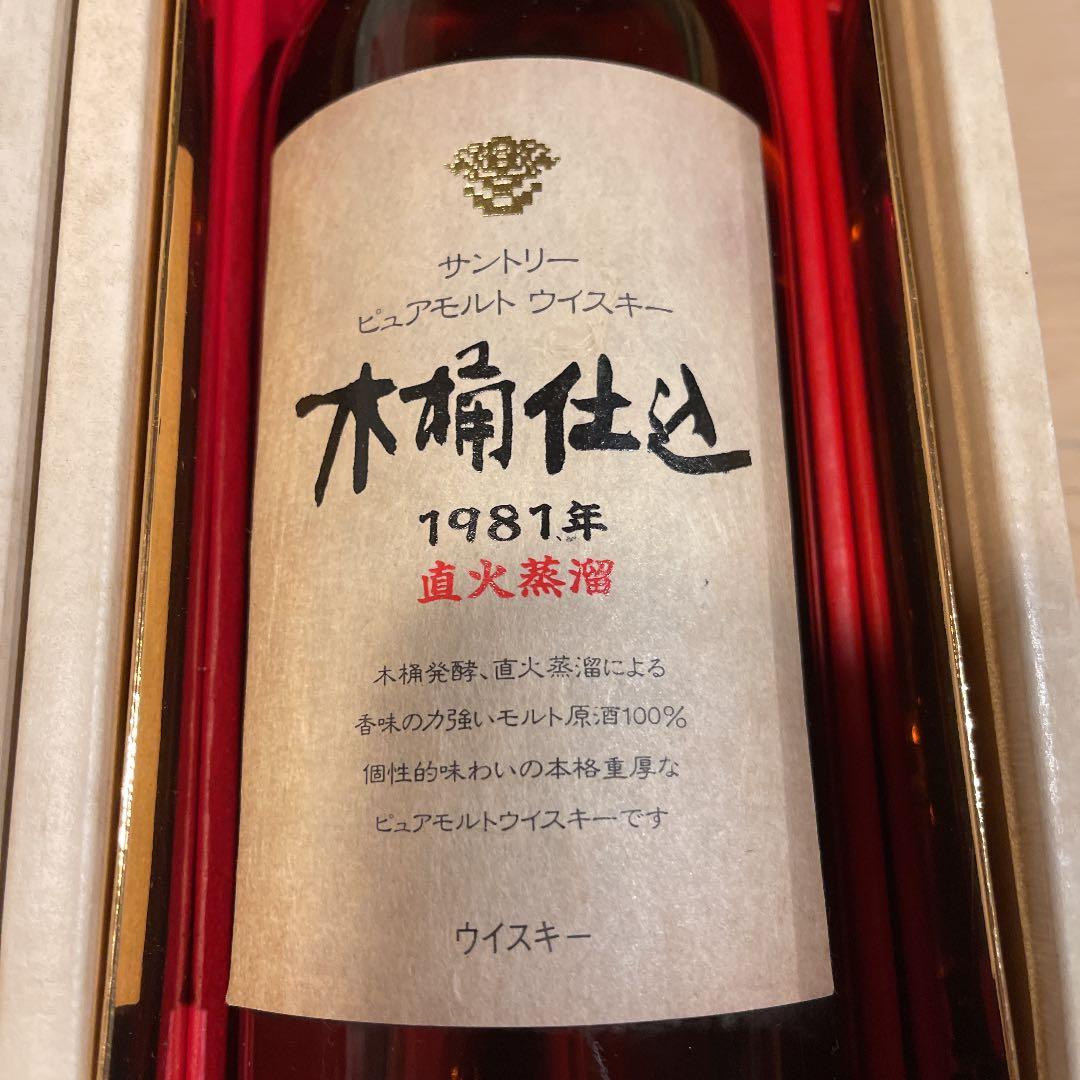 サントリー
ピュアモルト ウイスキー
木桶仕込
1981年
直火蒸溜
木桶発酵、直火蒸溜による
香味の力強いモルト原酒100%
個性的味わいの本格重厚な
ピュアモルトウイスキーです
ウイスキー